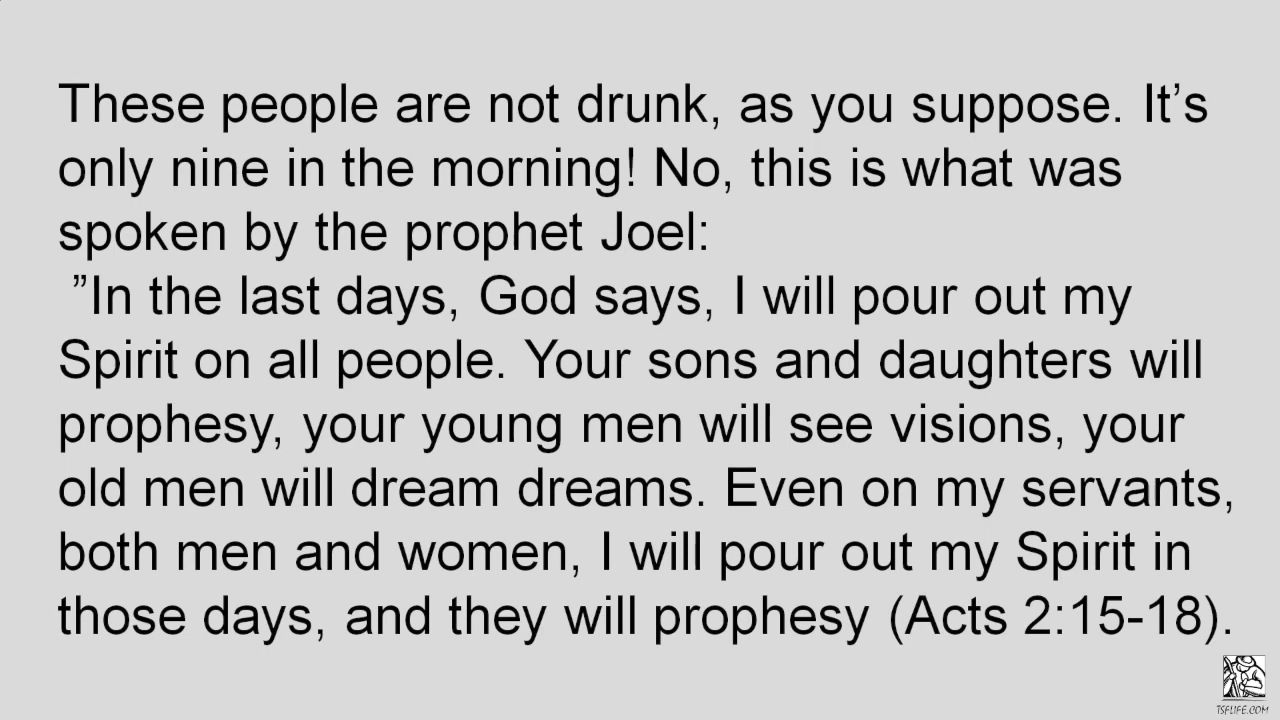 These people are not drunk, as you suppose. It’s
only nine in the morning! No, this is what was
spoken by the prophet Joel:
”In the last days, God says, I will pour out my
Spirit on all people. Your sons and daughters will
prophesy, your young men will see visions, your
old men will dream dreams. Even on my servants,
both men and women, I will pour out my Spirit in
those days, and they will prophesy (Acts 2:15-18).
TSFLIFE.COM